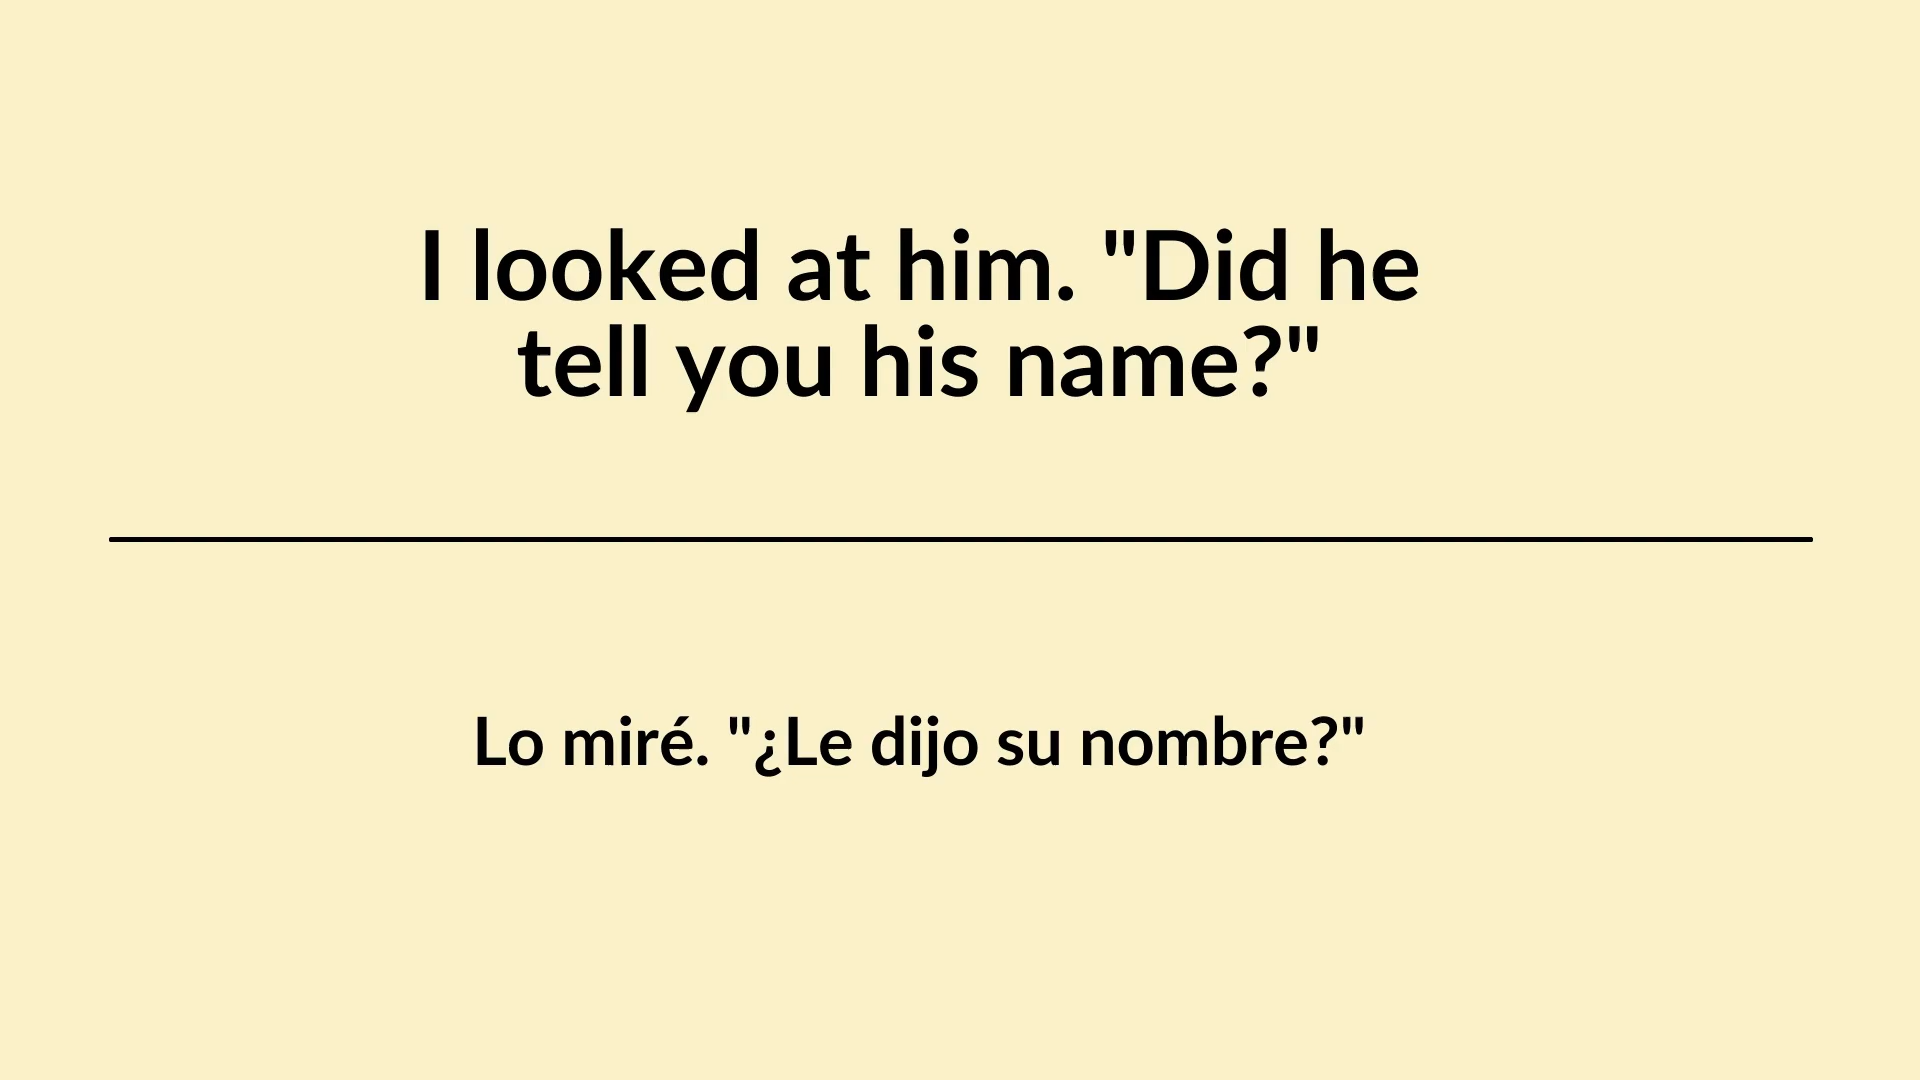 I looked at him. "Did he
tell you his name?"
Lo miré. "¿Le dijo su nombre?"